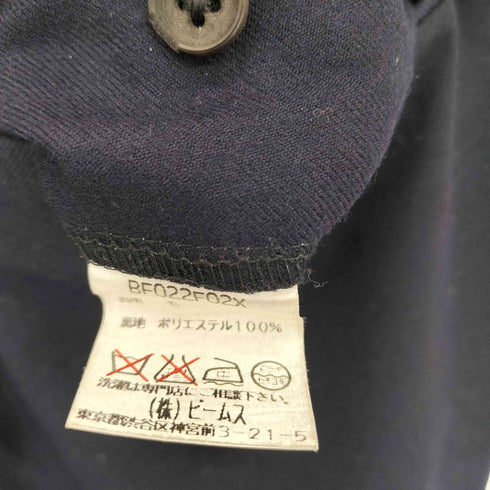 BF022F02X
裏地 ポリエステル100%
洗濯は専門店にご相談下さい。
(株)ビームス
東京都渋谷区神宮前3-21-5